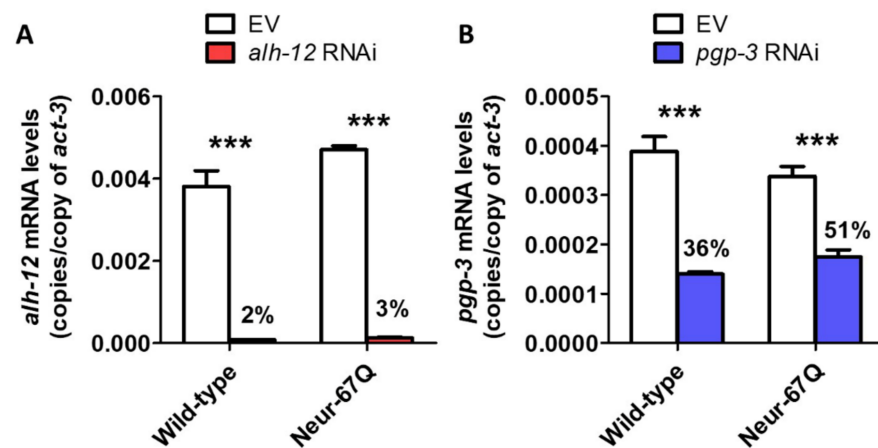 A
EV
alh-12 RNAi
alh-12 mRNA levels
(copies/copy of act-3)
0.006
0.004
0.002
0.000
***
***
2%
3%
Wild-type
Neur-67Q
B
EV
pgp-3 RNAi
pgp-3 mRNA levels
(copies/copy of act-3)
0.0005
0.0004
0.0003
0.0002
0.0001
0.0000
***
***
36%
51%
Wild-type
Neur-67Q